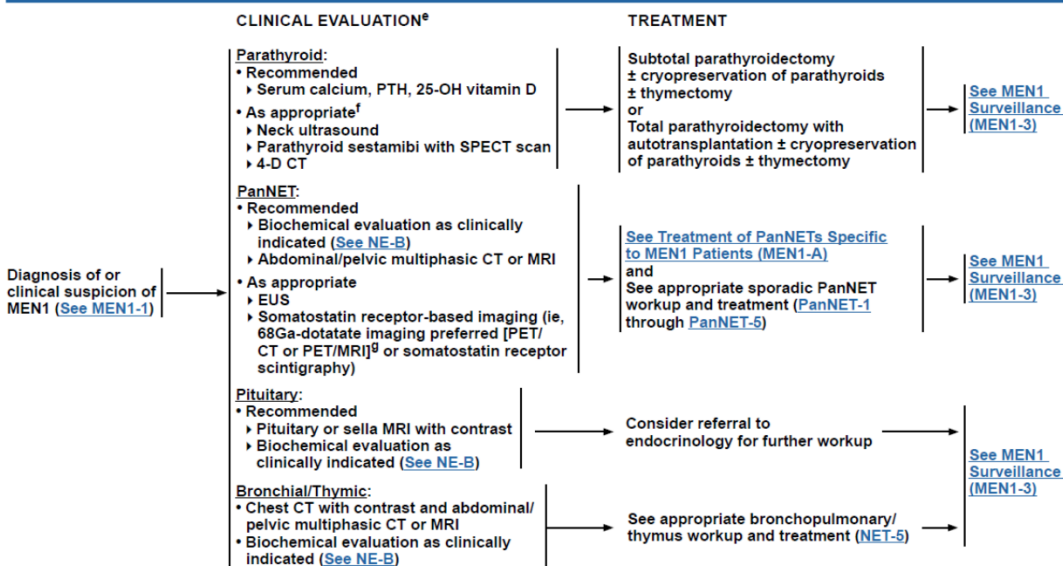 CLINICAL EVALUATIONᵉ
TREATMENT
Diagnosis of or
clinical suspicion of
MEN1 (See MEN1-1)
Parathyroid:
• Recommended
▸ Serum calcium, PTH, 25-OH vitamin D
• As appropriateᶠ
▸ Neck ultrasound
▸ Parathyroid sestamibi with SPECT scan
▸ 4-D CT
Subtotal parathyroidectomy
± cryopreservation of parathyroids
± thymectomy
or
Total parathyroidectomy with
autotransplantation ± cryopreservation
of parathyroids ± thymectomy
See MEN1
Surveillance
(MEN1-3)
PanNET:
• Recommended
▸ Biochemical evaluation as clinically
indicated (See NE-B)
▸ Abdominal/pelvic multiphasic CT or MRI
• As appropriate
▸ EUS
▸ Somatostatin receptor-based imaging (ie,
68Ga-dotatate imaging preferred [PET/
CT or PET/MRI]ᵍ or somatostatin receptor
scintigraphy)
See Treatment of PanNETs Specific
to MEN1 Patients (MEN1-A)
and
See appropriate sporadic PanNET
workup and treatment (PanNET-1
through PanNET-5)
See MEN1
Surveillance
(MEN1-3)
Pituitary:
• Recommended
▸ Pituitary or sella MRI with contrast
▸ Biochemical evaluation as
clinically indicated (See NE-B)
Consider referral to
endocrinology for further workup
See MEN1
Surveillance
(MEN1-3)
Bronchial/Thymic:
• Chest CT with contrast and abdominal/
pelvic multiphasic CT or MRI
• Biochemical evaluation as clinically
indicated (See NE-B)
See appropriate bronchopulmonary/
thymus workup and treatment (NET-5)